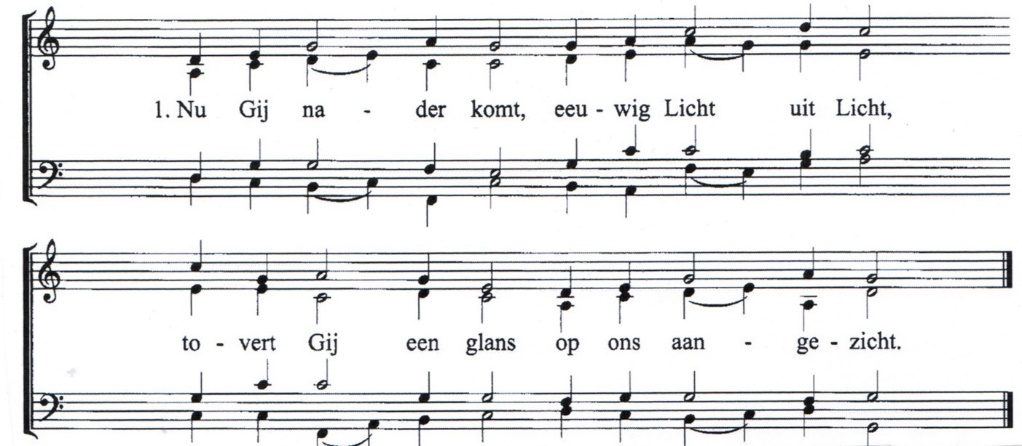 1. Nu Gij na - der komt, eeu - wig Licht uit Licht,
to - vert Gij een glans op ons aan - ge - zicht.